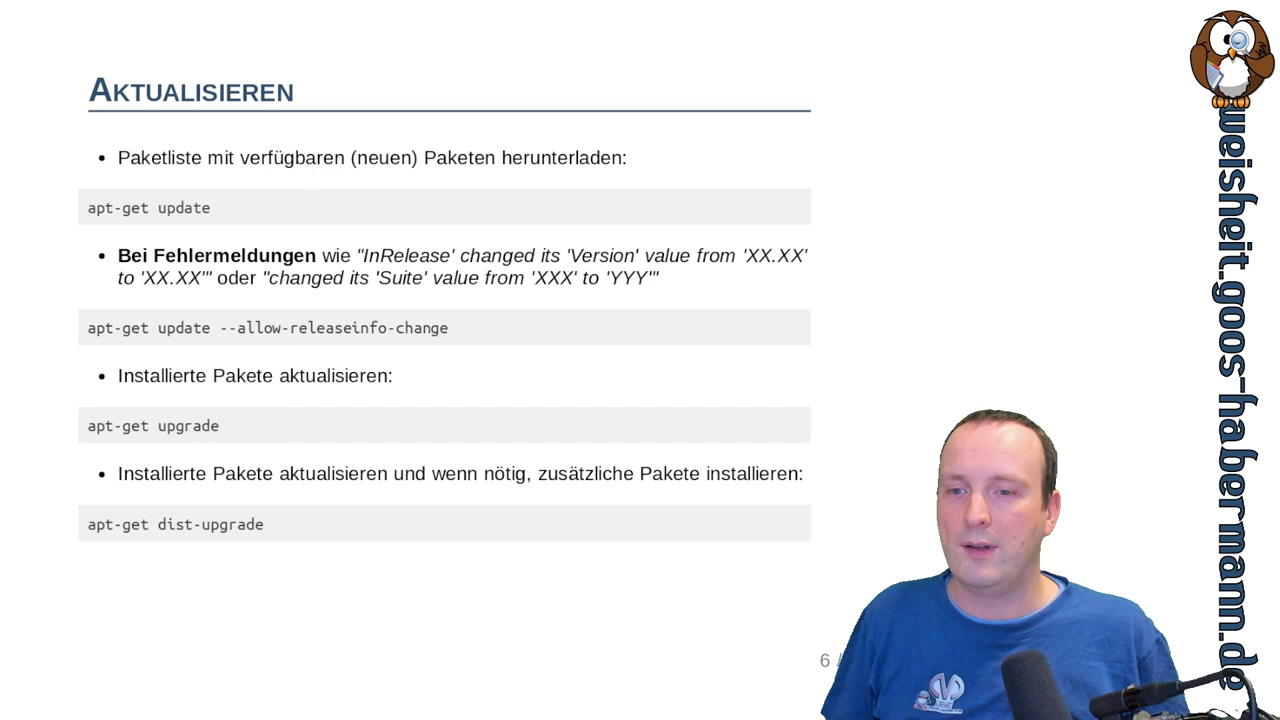 AKTUALISIEREN
• Paketliste mit verfügbaren (neuen) Paketen herunterladen:
apt-get update
• Bei Fehlermeldungen wie "InRelease' changed its 'Version' value from 'XX.XX'
to 'XX.XX'" oder "changed its 'Suite' value from 'XXX' to 'YYY'"
apt-get update --allow-releaseinfo-change
• Installierte Pakete aktualisieren:
apt-get upgrade
• Installierte Pakete aktualisieren und wenn nötig, zusätzliche Pakete installieren:
apt-get dist-upgrade
6 /
weisheit.goos-habermann.de